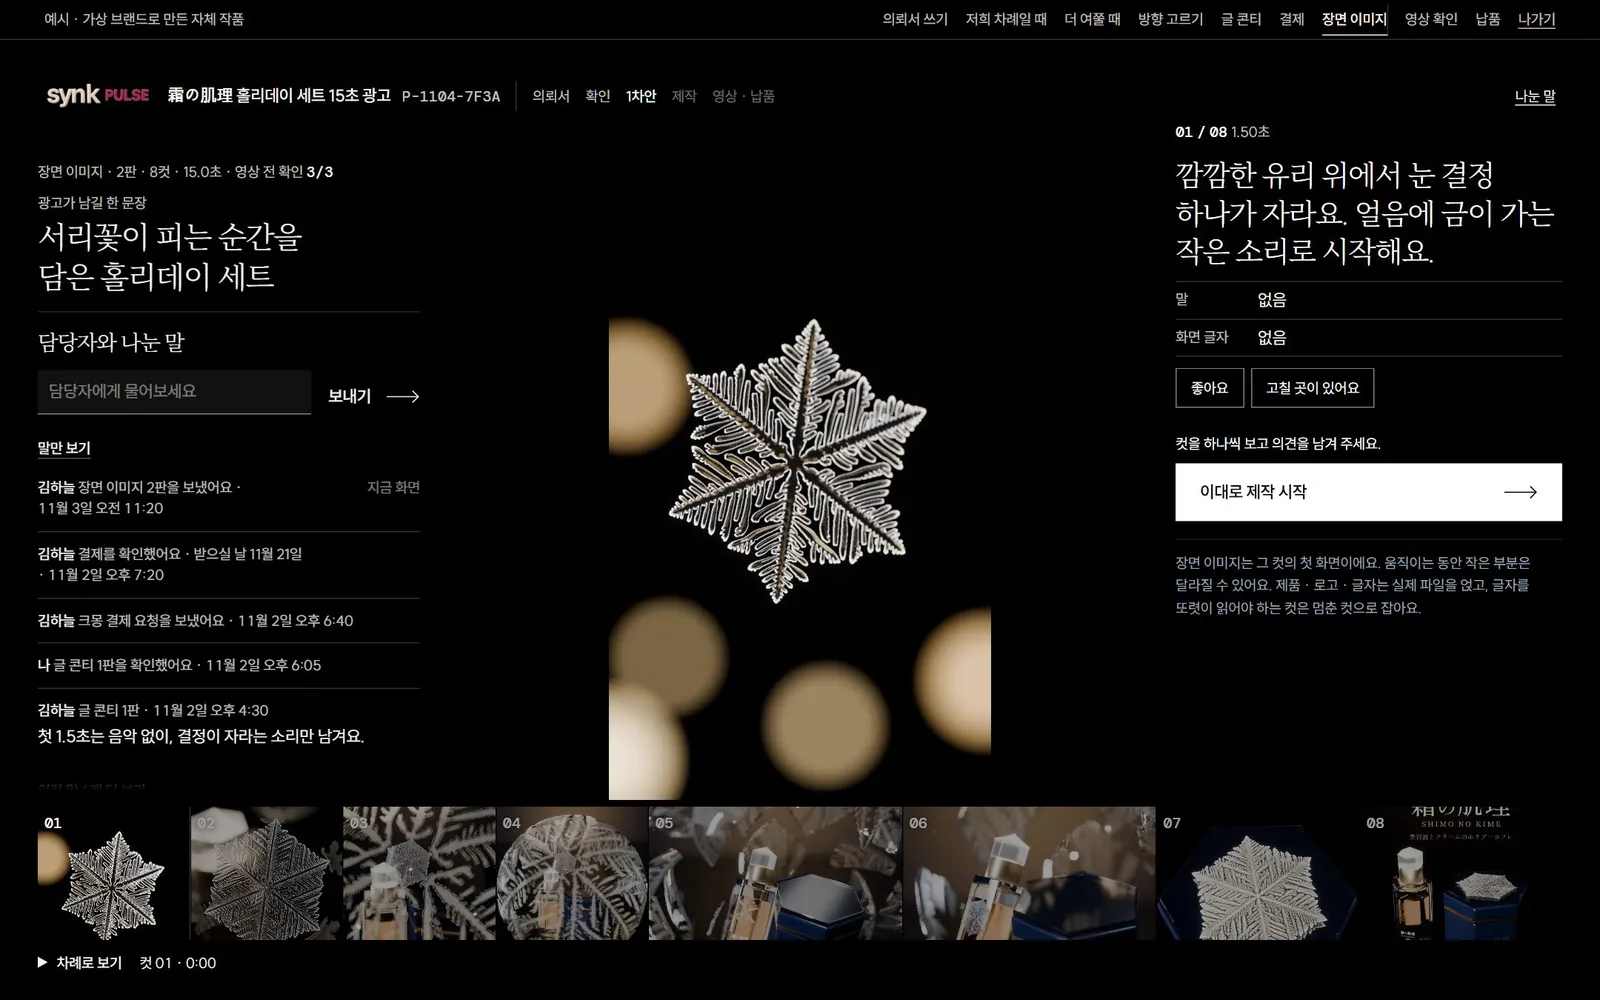 예시 · 가상 브랜드로 만든 자체 작품
의뢰서 쓰기 저희 차례일 때 더 여쭐 때 방향 고르기 글 콘티 결제 장면 이미지 영상 확인 납품 나가기
synk PULSE 霜の肌理 홀리데이 세트 15초 광고 P-1104-7F3A 의뢰서 확인 1차안 제작 영상 · 납품 나눈 말
장면 이미지 · 2판 · 8컷 · 15.0초 · 영상 전 확인 3/3
광고가 남길 한 문장
서리꽃이 피는 순간을
담은 홀리데이 세트
담당자와 나눈 말
담당자에게 물어보세요
보내기
말만 보기
김하늘 장면 이미지 2판을 보냈어요 ·
11월 3일 오전 11:20
지금 화면
김하늘 결제를 확인했어요 · 받으실 날 11월 21일
· 11월 2일 오후 7:20
김하늘 크몽 결제 요청을 보냈어요 · 11월 2일 오후 6:40
나 글 콘티 1판을 확인했어요 · 11월 2일 오후 6:05
김하늘 글 콘티 1판 · 11월 2일 오후 4:30
첫 1.5초는 음악 없이, 결정이 자라는 소리만 남겨요.
01 / 08 1.50초
깜깜한 유리 위에서 눈 결정
하나가 자라요. 얼음에 금이 가는
작은 소리로 시작해요.
말 없음
화면 글자 없음
좋아요
고칠 곳이 있어요
컷을 하나씩 보고 의견을 남겨 주세요.
이대로 제작 시작
장면 이미지는 그 컷의 첫 화면이에요. 움직이는 동안 작은 부분은
달라질 수 있어요. 제품 · 로고 · 글자는 실제 파일을 얹고, 글자를
또렷이 읽어야 하는 컷은 멈춘 컷으로 잡아요.
01 02 03 04 05 06 07 08
霜の肌理
SHIMO NO KIME
차례로 보기 컷 01 · 0:00